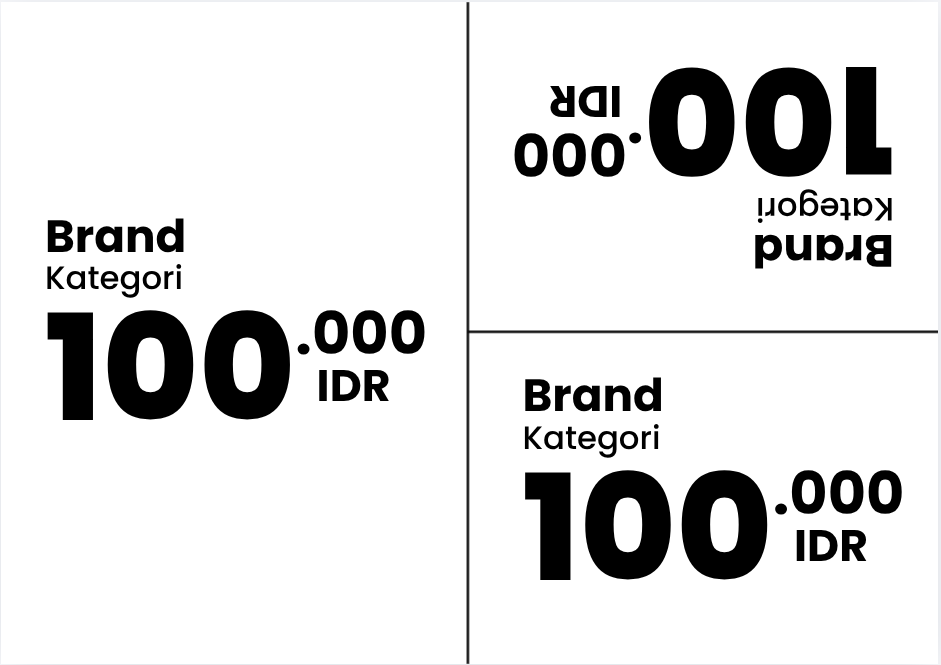 Brand
Kategori
100.000
IDR
Brand
Kategori
100.000
IDR
Brand
Kategori
100.000
IDR